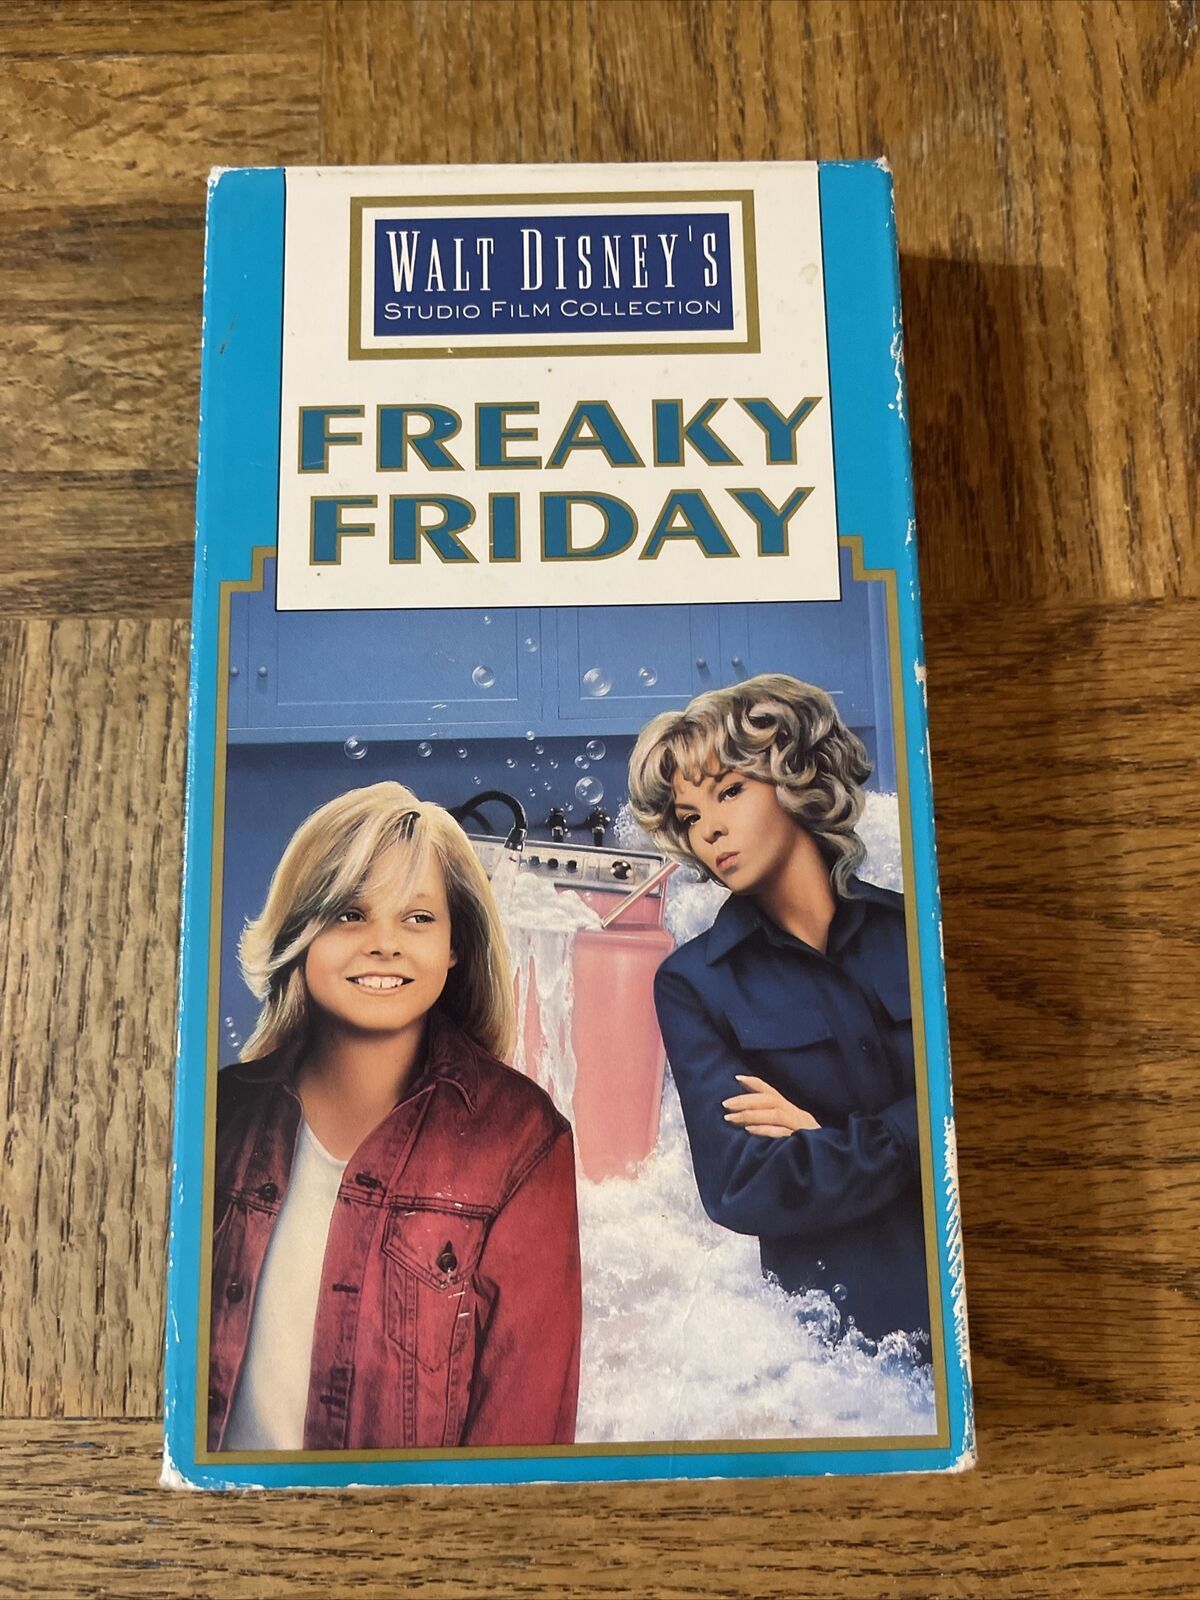 WALT DISNEY'S
STUDIO FILM COLLECTION
FREAKY
FRIDAY